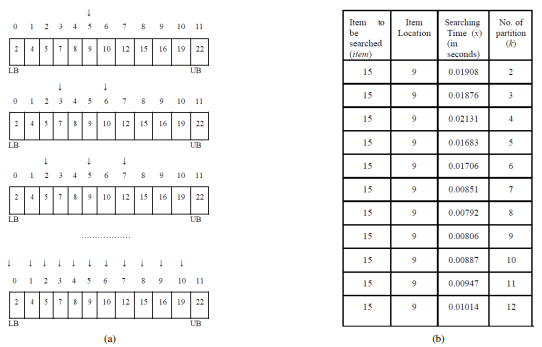 ↓
0 1 2 3 4 5 6 7 8 9 10 11
2 4 5 7 8 9 10 12 15 16 19 22
LB UB
↓ ↓
0 1 2 3 4 5 6 7 8 9 10 11
2 4 5 7 8 9 10 12 15 16 19 22
LB UB
↓ ↓ ↓
0 1 2 3 4 5 6 7 8 9 10 11
2 4 5 7 8 9 10 12 15 16 19 22
LB UB
..................
↓ ↓ ↓ ↓ ↓ ↓ ↓ ↓ ↓ ↓ ↓
0 1 2 3 4 5 6 7 8 9 10 11
2 4 5 7 8 9 10 12 15 16 19 22
LB UB
(a)
Item to
be
searched
(item)
Item
Location
Searching
Time (x)
(in
seconds)
No. of
partition
(k)
15 9 0.01908 2
15 9 0.01876 3
15 9 0.02131 4
15 9 0.01683 5
15 9 0.01706 6
15 9 0.00851 7
15 9 0.00792 8
15 9 0.00806 9
15 9 0.00887 10
15 9 0.00947 11
15 9 0.01014 12
(b)